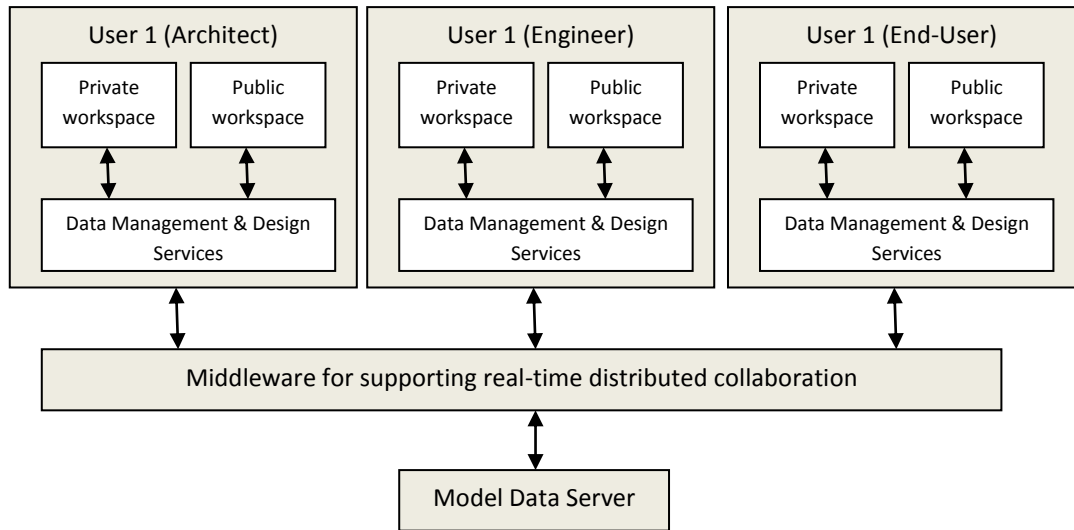 User 1 (Architect)
Private
workspace
Public
workspace
Data Management & Design
Services
User 1 (Engineer)
Private
workspace
Public
workspace
Data Management & Design
Services
User 1 (End-User)
Private
workspace
Public
workspace
Data Management & Design
Services
Middleware for supporting real-time distributed collaboration
Model Data Server